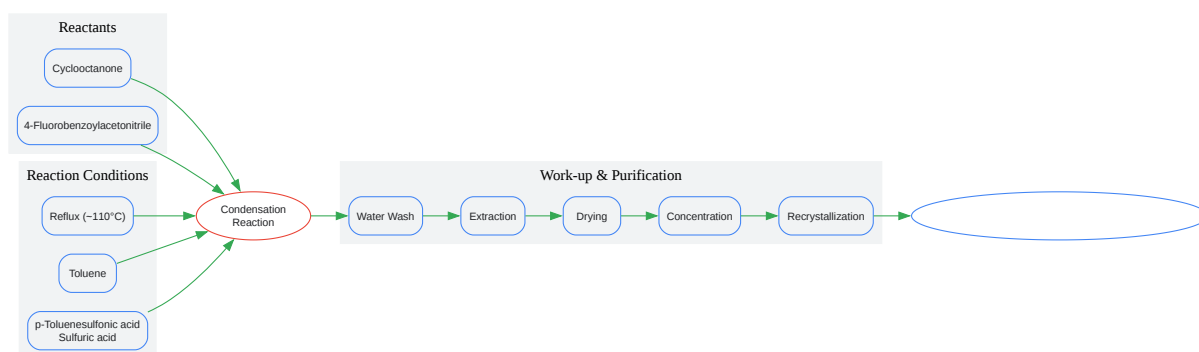 Reactants
Cyclooctanone
4-Fluorobenzoylacetonitrile
Reaction Conditions
Reflux (~110°C)
Toluene
p-Toluenesulfonic acid
Sulfuric acid
Condensation
Reaction
Work-up & Purification
Water Wash
Extraction
Drying
Concentration
Recrystallization